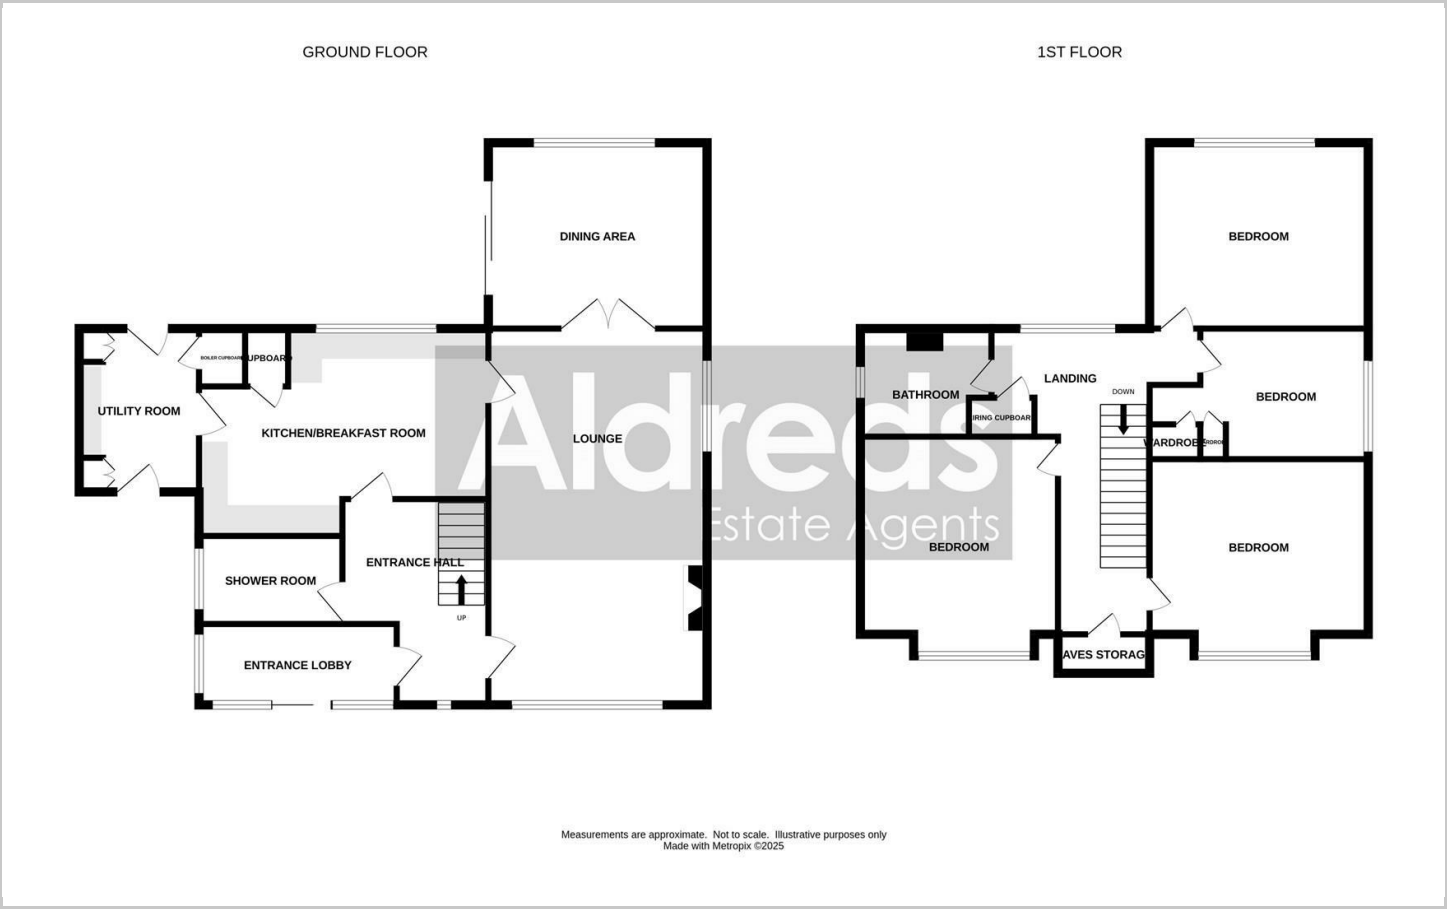 GROUND FLOOR
1ST FLOOR
DINING AREA
BEDROOM
BOILER CUPBOARD
UPBOARD
UTILITY ROOM
KITCHEN/BREAKFAST ROOM
LOUNGE
LANDING
DOWN
BATHROOM
BEDROOM
IRING CUPBOAR
WARDROBE
ARDROB
Aldreds
Estate Agents
BEDROOM
BEDROOM
ENTRANCE HALL
SHOWER ROOM
UP
ENTRANCE LOBBY
AVES STORAG
Measurements are approximate. Not to scale. Illustrative purposes only
Made with Metropix ©2025